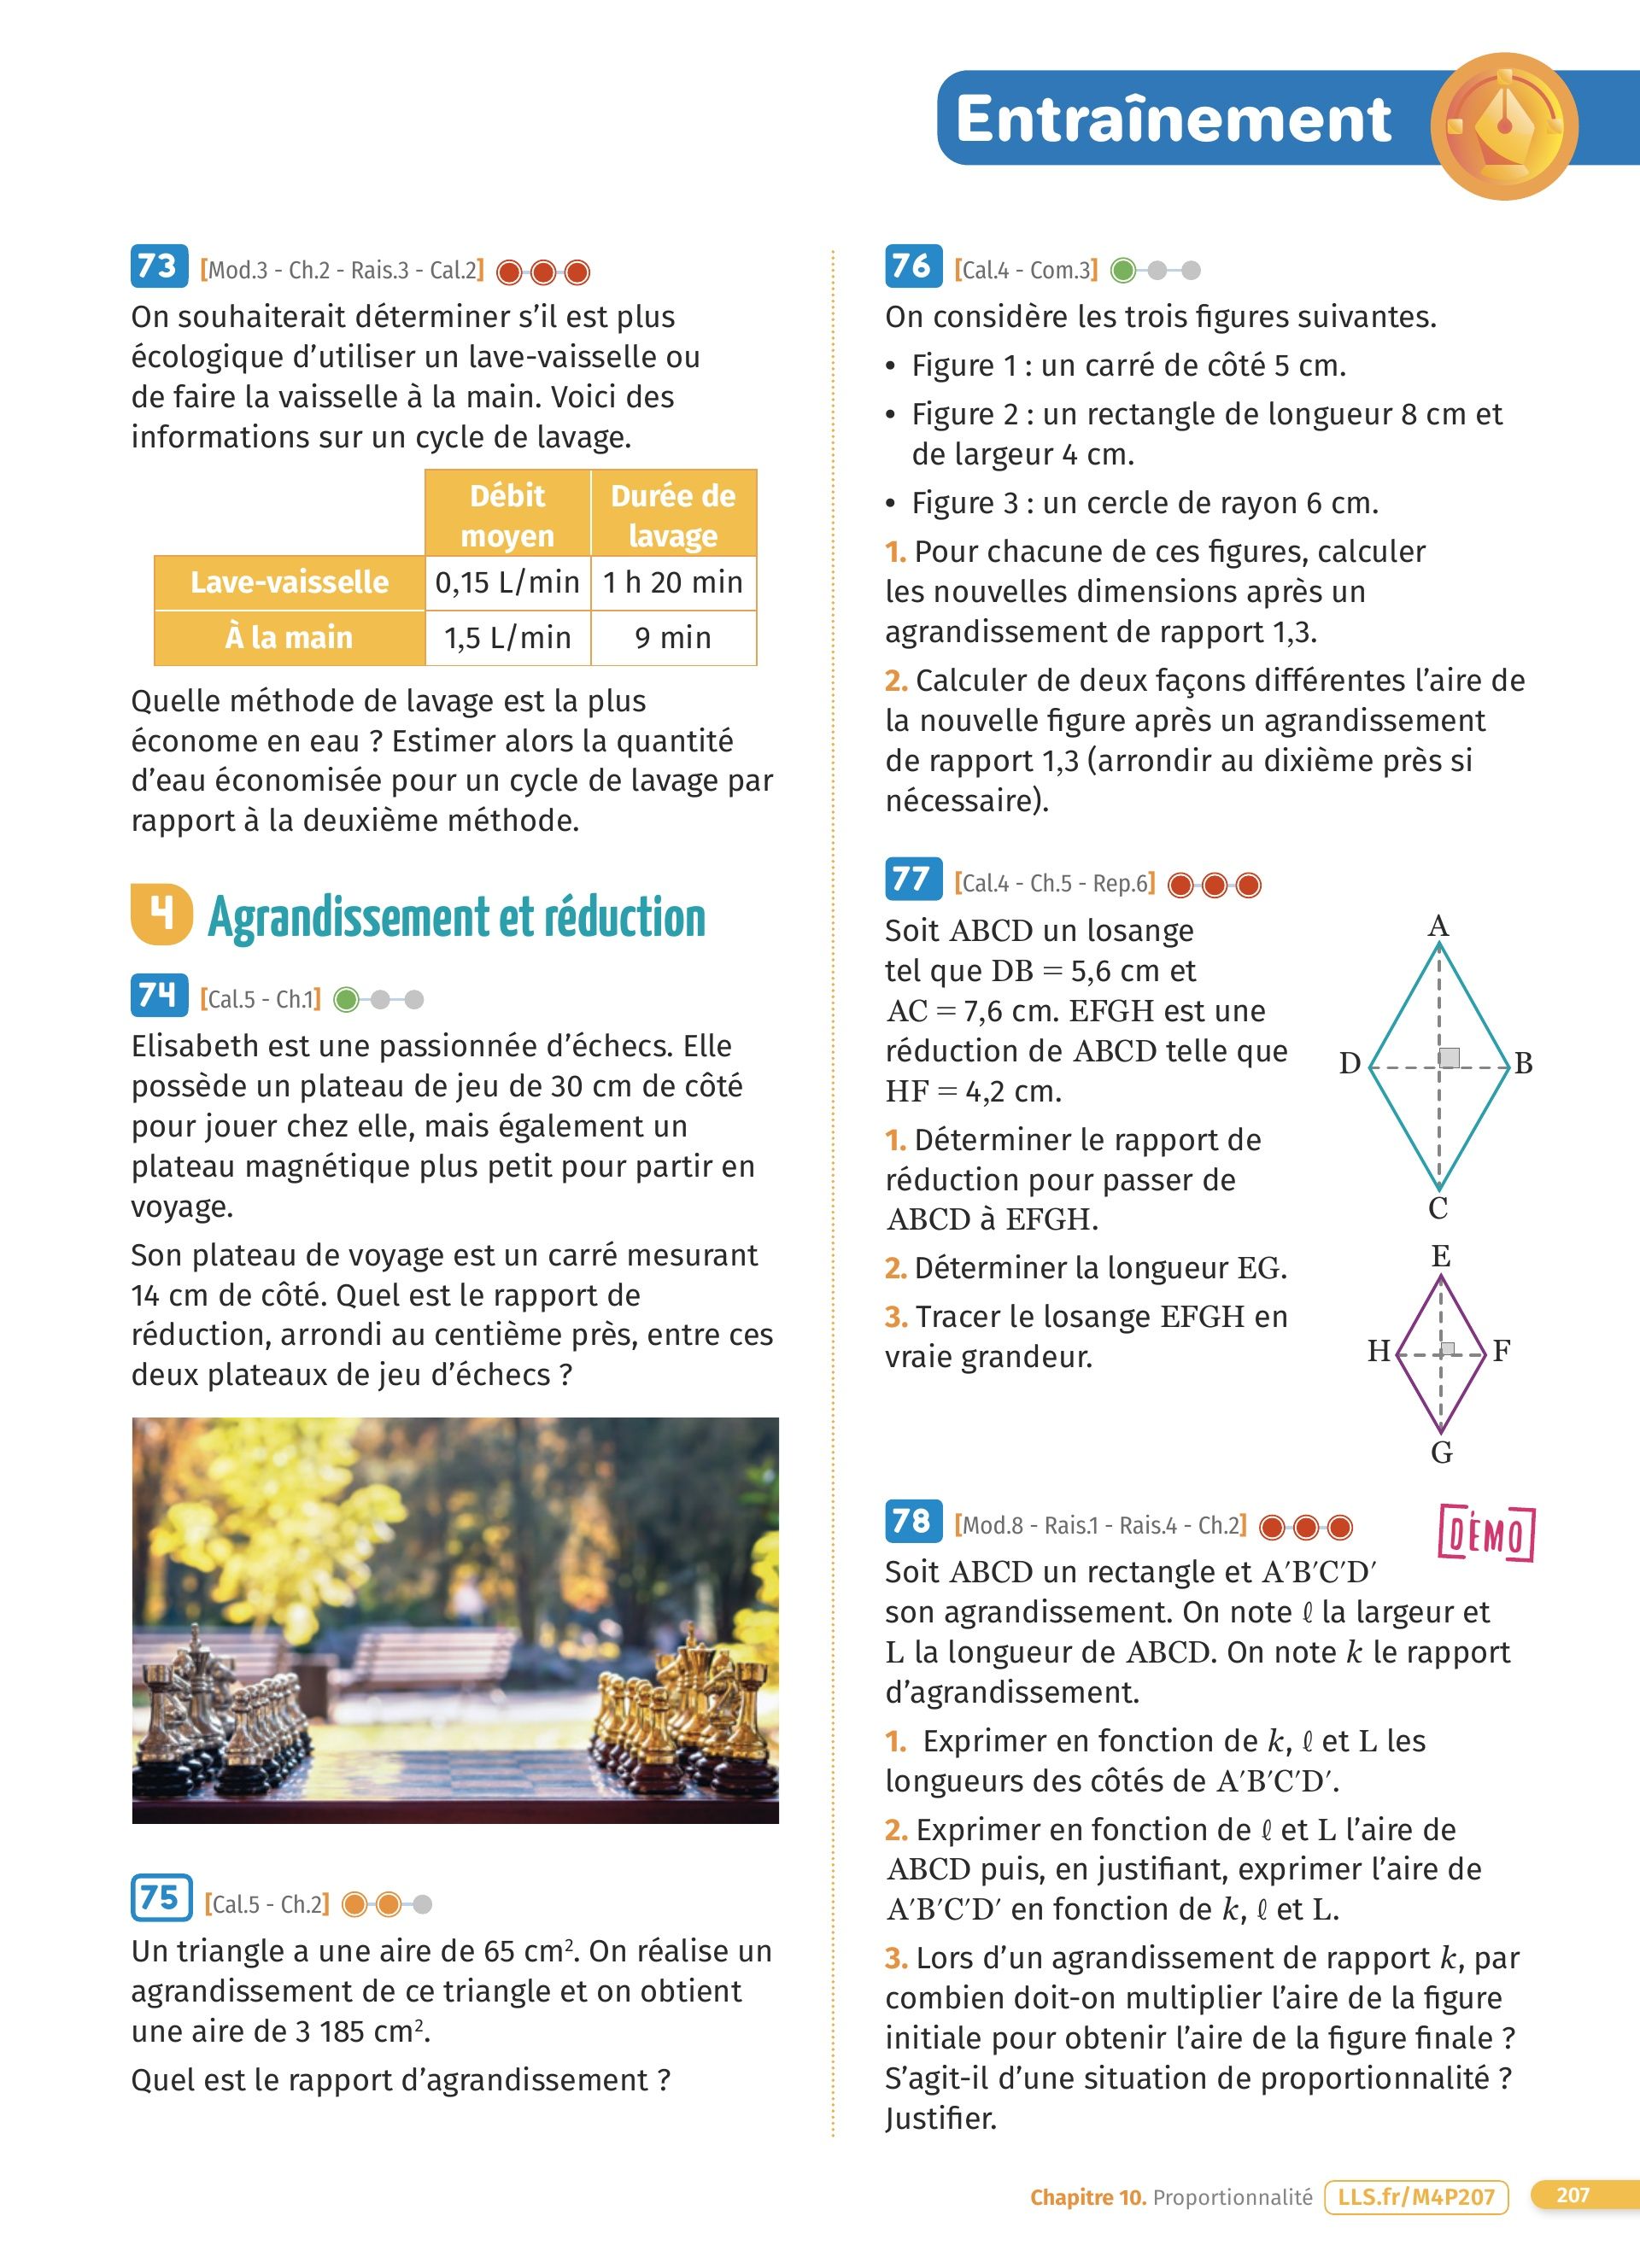 Entraînement
73 [Mod.3 - Ch.2 - Rais.3 - Cal.2]
On souhaiterait déterminer s’il est plus
écologique d’utiliser un lave-vaisselle ou
de faire la vaisselle à la main. Voici des
informations sur un cycle de lavage.
Débit moyen Durée de lavage
Lave-vaisselle 0,15 L/min 1 h 20 min
À la main 1,5 L/min 9 min
Quelle méthode de lavage est la plus
économe en eau ? Estimer alors la quantité
d’eau économisée pour un cycle de lavage par
rapport à la deuxième méthode.
4 Agrandissement et réduction
74 [Cal.5 - Ch.1]
Elisabeth est une passionnée d’échecs. Elle
possède un plateau de jeu de 30 cm de côté
pour jouer chez elle, mais également un
plateau magnétique plus petit pour partir en
voyage.
Son plateau de voyage est un carré mesurant
14 cm de côté. Quel est le rapport de
réduction, arrondi au centième près, entre ces
deux plateaux de jeu d’échecs ?
75 [Cal.5 - Ch.2]
Un triangle a une aire de 65 cm². On réalise un
agrandissement de ce triangle et on obtient
une aire de 3 185 cm².
Quel est le rapport d’agrandissement ?
76 [Cal.4 - Com.3]
On considère les trois figures suivantes.
• Figure 1 : un carré de côté 5 cm.
• Figure 2 : un rectangle de longueur 8 cm et
de largeur 4 cm.
• Figure 3 : un cercle de rayon 6 cm.
1. Pour chacune de ces figures, calculer
les nouvelles dimensions après un
agrandissement de rapport 1,3.
2. Calculer de deux façons différentes l’aire de
la nouvelle figure après un agrandissement
de rapport 1,3 (arrondir au dixième près si
nécessaire).
77 [Cal.4 - Ch.5 - Rep.6]
Soit ABCD un losange
tel que DB = 5,6 cm et
AC = 7,6 cm. EFGH est une
réduction de ABCD telle que
HF = 4,2 cm.
1. Déterminer le rapport de
réduction pour passer de
ABCD à EFGH.
2. Déterminer la longueur EG.
3. Tracer le losange EFGH en
vraie grandeur.
A
D B
C
E
H F
G
78 [Mod.8 - Rais.1 - Rais.4 - Ch.2]
DÉMO
Soit ABCD un rectangle et A′B′C′D′
son agrandissement. On note ℓ la largeur et
L la longueur de ABCD. On note k le rapport
d’agrandissement.
1. Exprimer en fonction de k, ℓ et L les
longueurs des côtés de A′B′C′D′.
2. Exprimer en fonction de ℓ et L l’aire de
ABCD puis, en justifiant, exprimer l’aire de
A′B′C′D′ en fonction de k, ℓ et L.
3. Lors d’un agrandissement de rapport k, par
combien doit-on multiplier l’aire de la figure
initiale pour obtenir l’aire de la figure finale ?
S’agit-il d’une situation de proportionnalité ?
Justifier.
Chapitre 10. Proportionnalité LLS.fr/M4P207 207